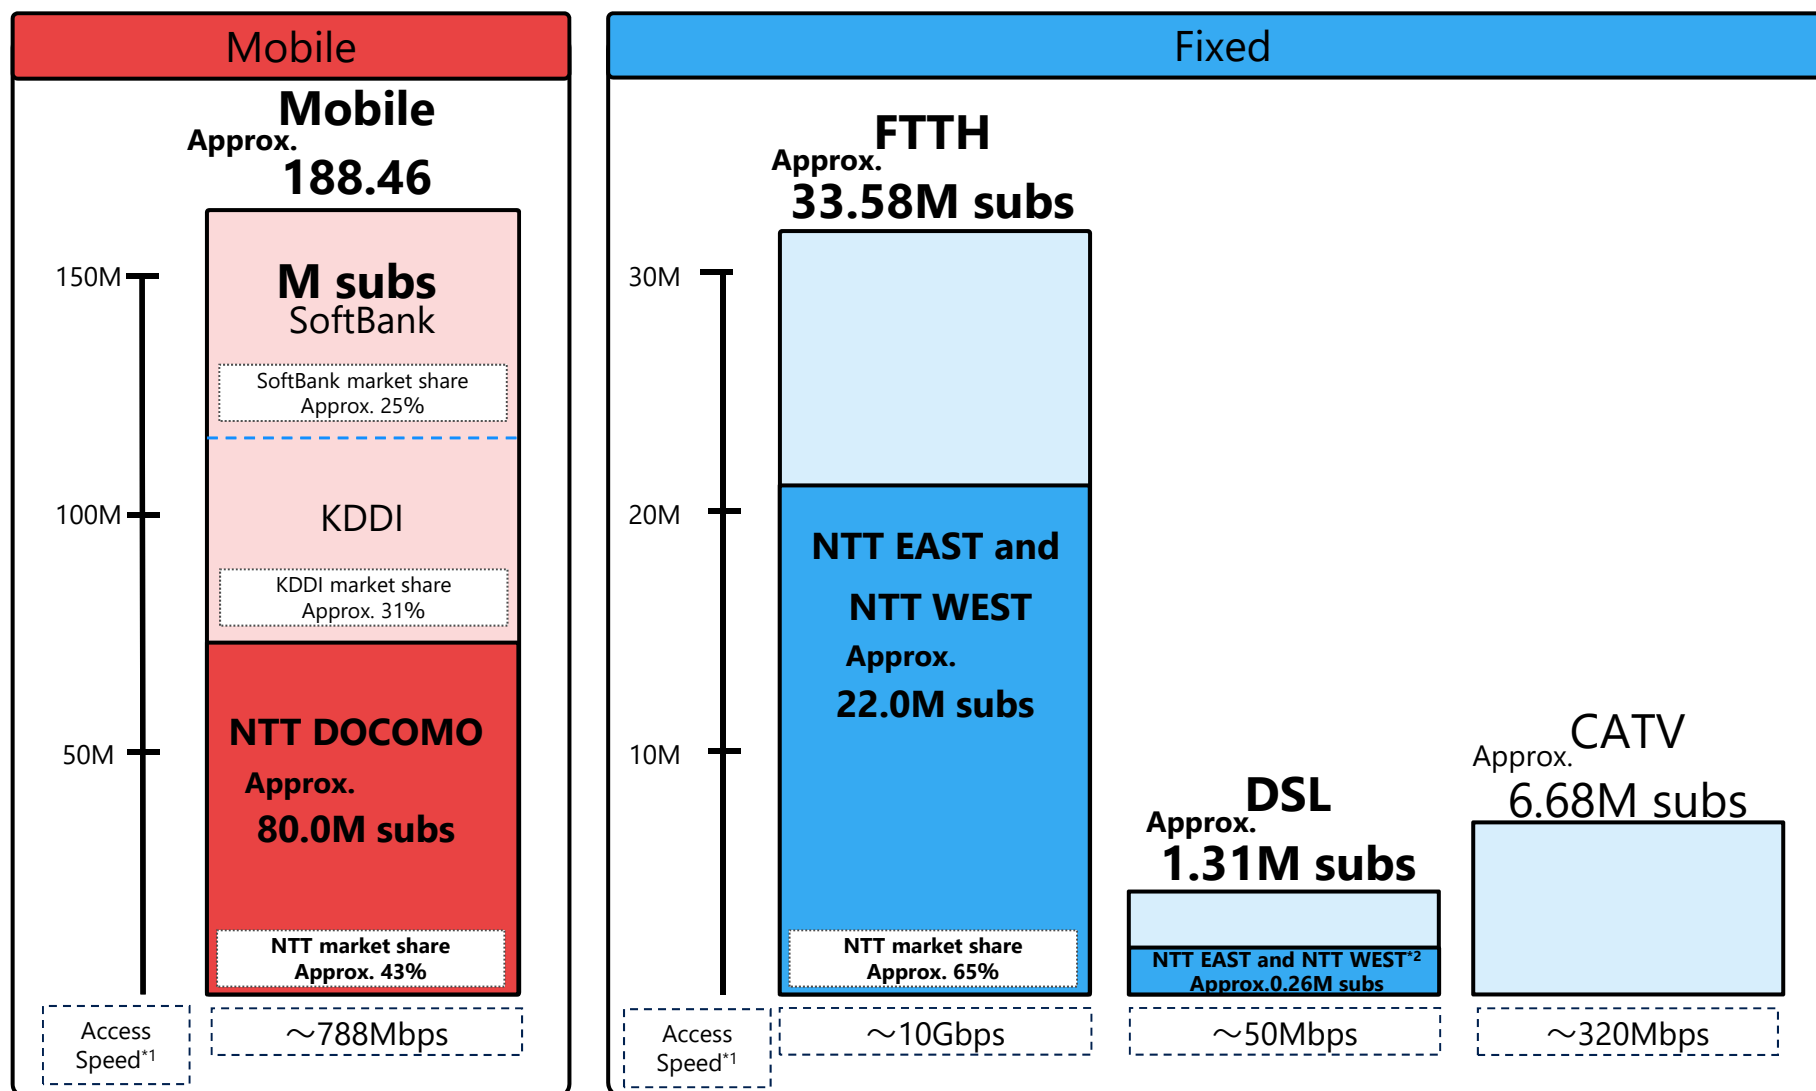 Mobile
Mobile
Approx.
188.46
M subs
SoftBank
SoftBank market share
Approx. 25%
KDDI
KDDI market share
Approx. 31%
NTT DOCOMO
Approx.
80.0M subs
NTT market share
Approx. 43%
150M
100M
50M
Access
Speed*1
～788Mbps
Fixed
FTTH
Approx.
33.58M subs
30M
20M
10M
NTT EAST and
NTT WEST
Approx.
22.0M subs
NTT market share
Approx. 65%
DSL
Approx.
1.31M subs
NTT EAST and NTT WEST*2
Approx.0.26M subs
CATV
Approx.
6.68M subs
Access
Speed*1
～10Gbps
～50Mbps
～320Mbps